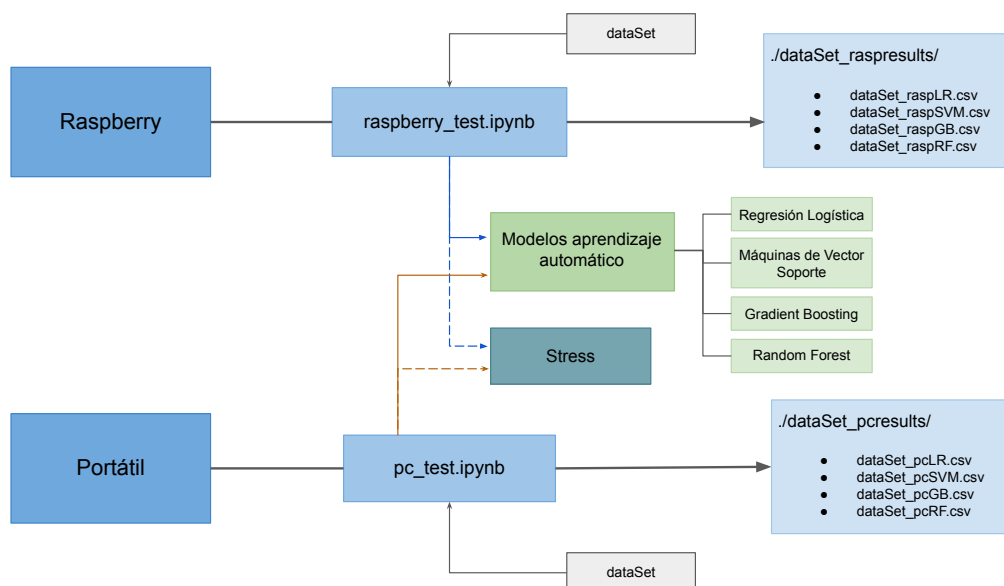 dataSet
Raspberry
raspberry_test.ipynb
./dataSet_raspresults/
● dataSet_raspLR.csv
● dataSet_raspSVM.csv
● dataSet_raspGB.csv
● dataSet_raspRF.csv
Modelos aprendizaje
automático
Regresión Logística
Máquinas de Vector
Soporte
Gradient Boosting
Random Forest
Stress
Portátil
pc_test.ipynb
./dataSet_pcresults/
● dataSet_pcLR.csv
● dataSet_pcSVM.csv
● dataSet_pcGB.csv
● dataSet_pcRF.csv
dataSet